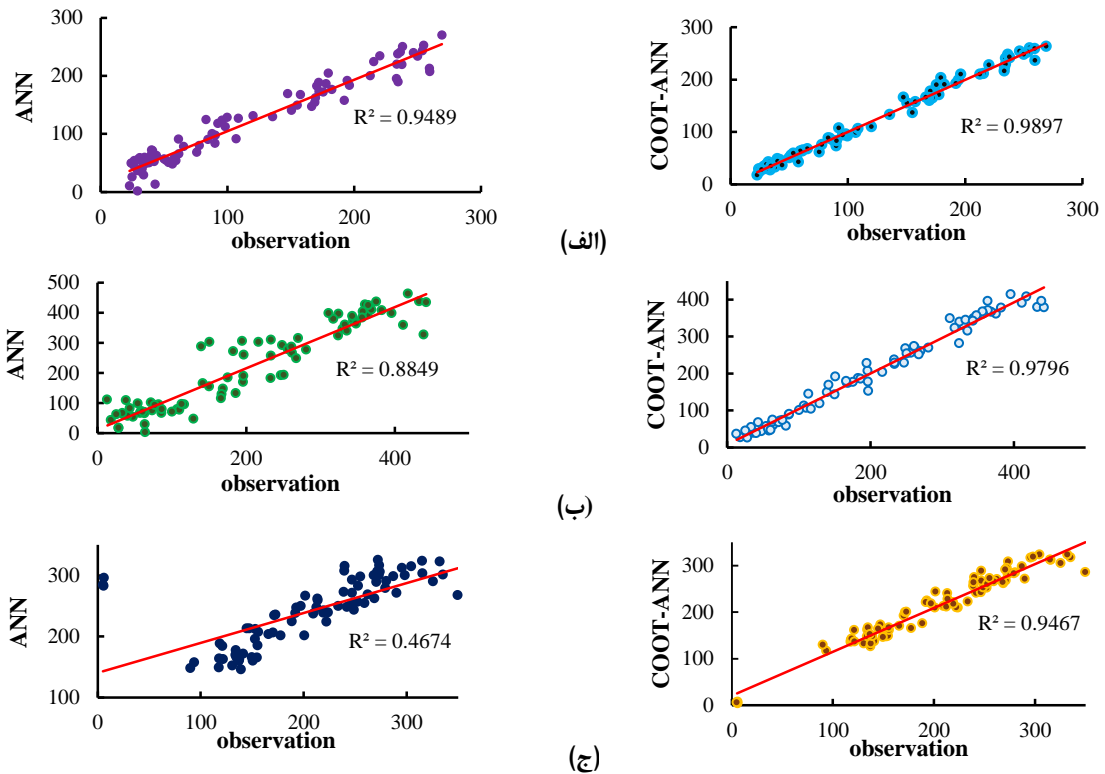 300
200
100
0
ANN
R² = 0.9489
0
100
200
300
observation
300
200
100
0
COOT-ANN
R² = 0.9897
0
100
200
300
observation
(الف)
500
400
300
200
100
0
ANN
R² = 0.8849
0
200
400
observation
400
300
200
100
0
COOT-ANN
R² = 0.9796
0
200
400
observation
(ب)
300
200
100
ANN
R² = 0.4674
0
100
200
300
observation
300
200
100
0
COOT-ANN
R² = 0.9467
0
100
200
300
observation
(ج)